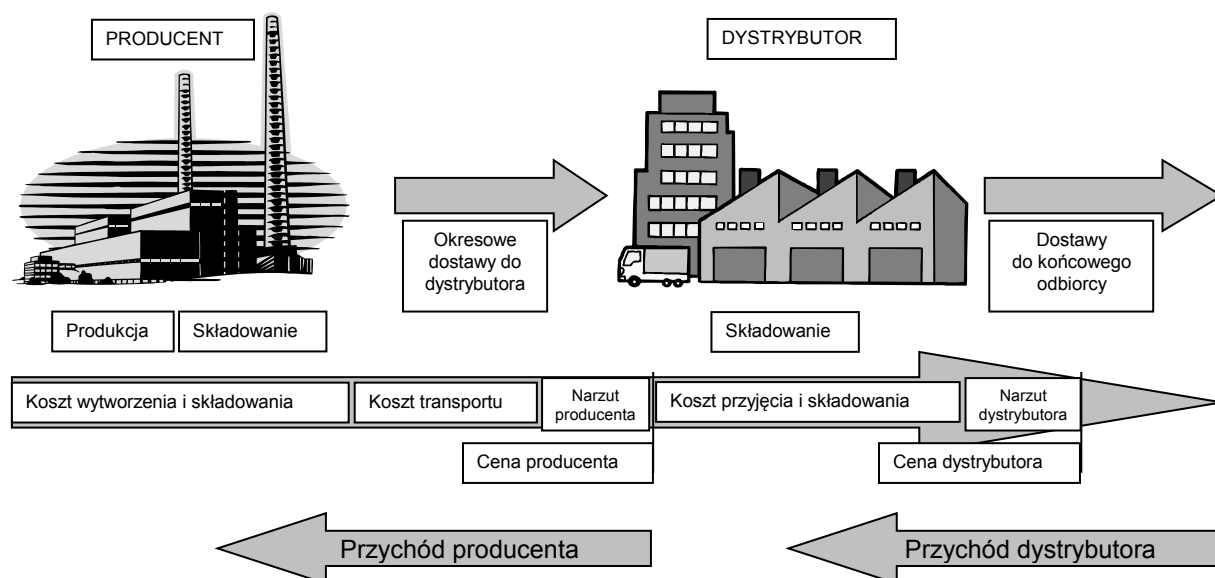 PRODUCENT
DYSTRYBUTOR
Okresowe
dostawy do
dystrybutora
Dostawy
do końcowego
odbiorcy
Produkcja
Składowanie
Składowanie
Koszt wytworzenia i składowania
Koszt transportu
Narzut
producenta
Koszt przyjęcia i składowania
Narzut
dystrybutora
Cena producenta
Cena dystrybutora
Przychód producenta
Przychód dystrybutora